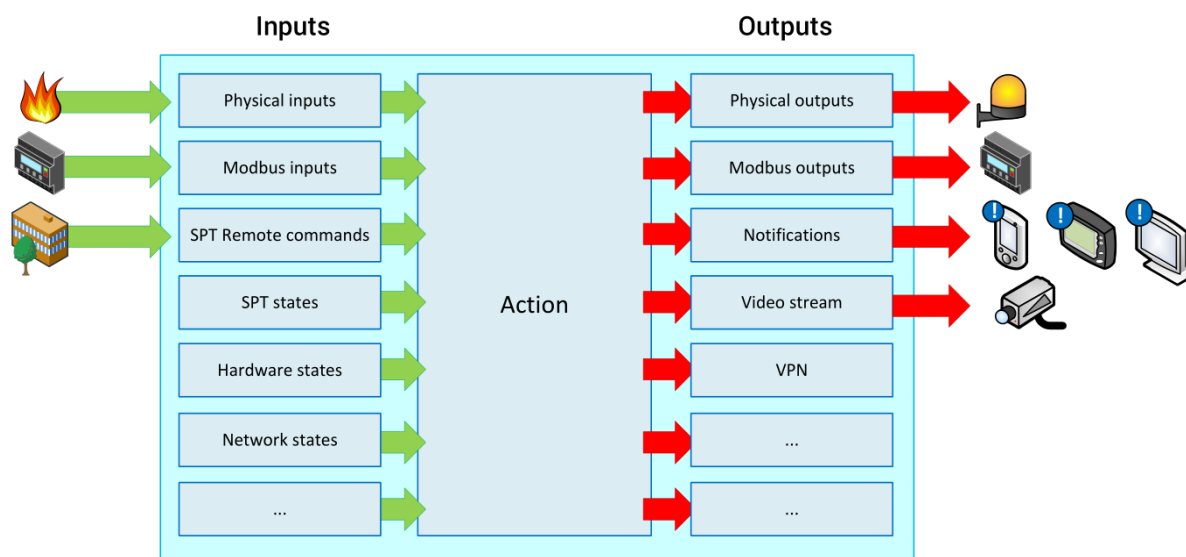 Inputs
Outputs
Physical inputs
Physical outputs
Modbus inputs
Modbus outputs
SPT Remote commands
Notifications
SPT states
Action
Video stream
Hardware states
VPN
Network states
...
...
...
! ! !